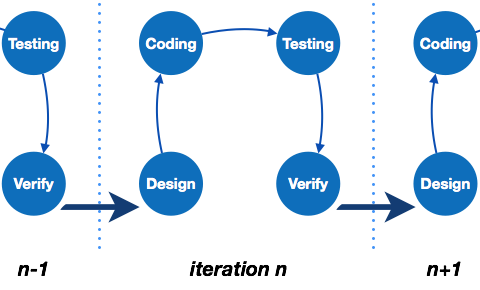 Testing
Coding
Testing
Coding
Verify
Design
Verify
Design
n-1
iteration n
n+1